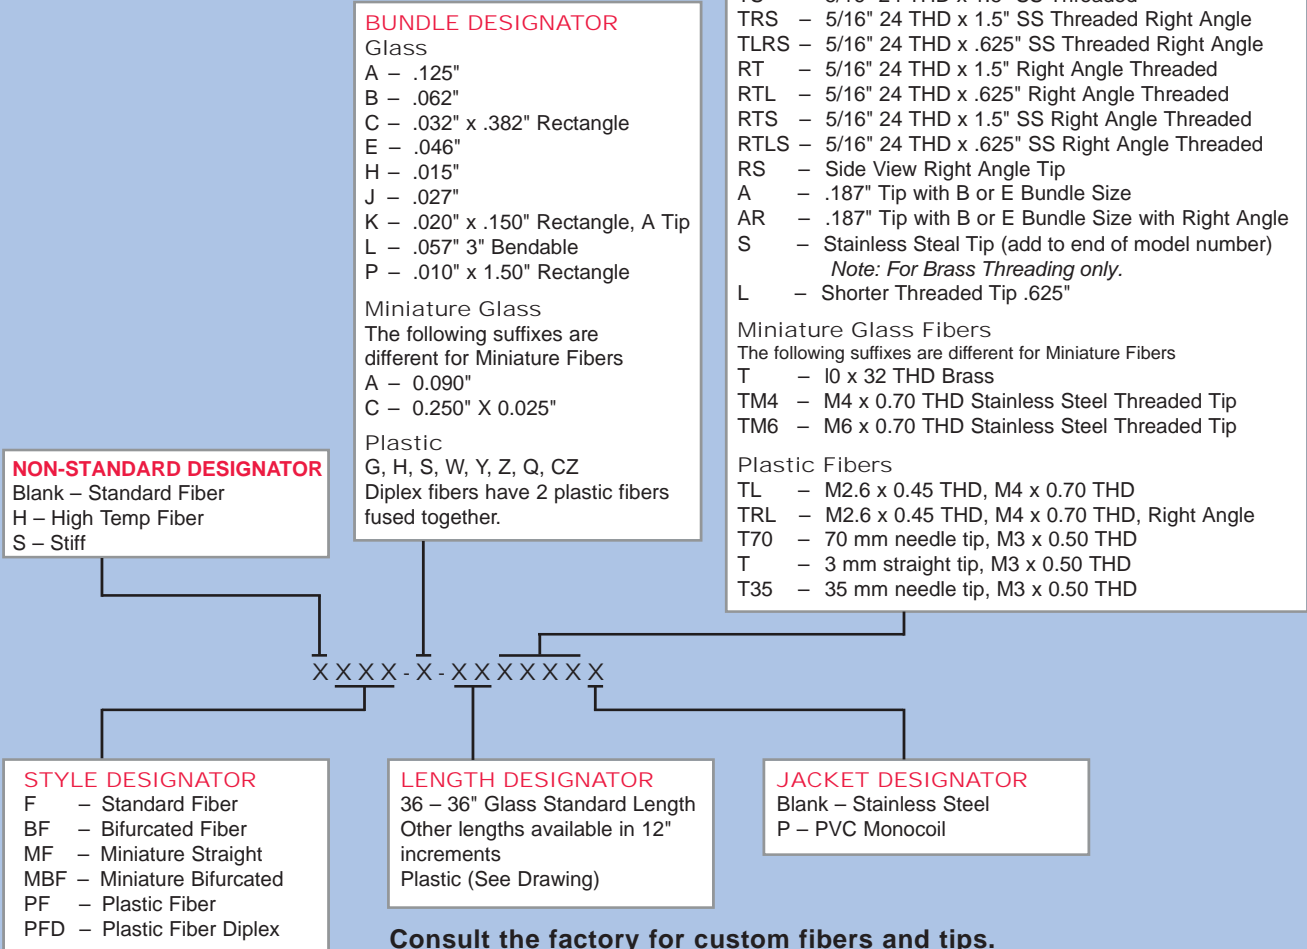 BUNDLE DESIGNATOR
Glass
A – .125"
B – .062"
C – .032" x .382" Rectangle
E – .046"
H – .015"
J – .027"
K – .020" x .150" Rectangle, A Tip
L – .057" 3" Bendable
P – .010" x 1.50" Rectangle
Miniature Glass
The following suffixes are
different for Miniature Fibers
A – 0.090"
C – 0.250" X 0.025"
Plastic
G, H, S, W, Y, Z, Q, CZ
Diplex fibers have 2 plastic fibers
fused together.
TRS – 5/16" 24 THD x 1.5" SS Threaded Right Angle
TLRS – 5/16" 24 THD x .625" SS Threaded Right Angle
RT – 5/16" 24 THD x 1.5" Right Angle Threaded
RTL – 5/16" 24 THD x .625" Right Angle Threaded
RTS – 5/16" 24 THD x 1.5" SS Right Angle Threaded
RTLS – 5/16" 24 THD x .625" SS Right Angle Threaded
RS – Side View Right Angle Tip
A – .187" Tip with B or E Bundle Size
AR – .187" Tip with B or E Bundle Size with Right Angle
S – Stainless Steal Tip (add to end of model number)
Note: For Brass Threading only.
L – Shorter Threaded Tip .625"
Miniature Glass Fibers
The following suffixes are different for Miniature Fibers
T – l0 x 32 THD Brass
TM4 – M4 x 0.70 THD Stainless Steel Threaded Tip
TM6 – M6 x 0.70 THD Stainless Steel Threaded Tip
Plastic Fibers
TL – M2.6 x 0.45 THD, M4 x 0.70 THD
TRL – M2.6 x 0.45 THD, M4 x 0.70 THD, Right Angle
T70 – 70 mm needle tip, M3 x 0.50 THD
T – 3 mm straight tip, M3 x 0.50 THD
T35 – 35 mm needle tip, M3 x 0.50 THD
NON-STANDARD DESIGNATOR
Blank – Standard Fiber
H – High Temp Fiber
S – Stiff
X X X X - X - X X X X X X X
STYLE DESIGNATOR
F – Standard Fiber
BF – Bifurcated Fiber
MF – Miniature Straight
MBF – Miniature Bifurcated
PF – Plastic Fiber
PFD – Plastic Fiber Diplex
LENGTH DESIGNATOR
36 – 36" Glass Standard Length
Other lengths available in 12"
increments
Plastic (See Drawing)
JACKET DESIGNATOR
Blank – Stainless Steel
P – PVC Monocoil
Consult the factory for custom fibers and tips.